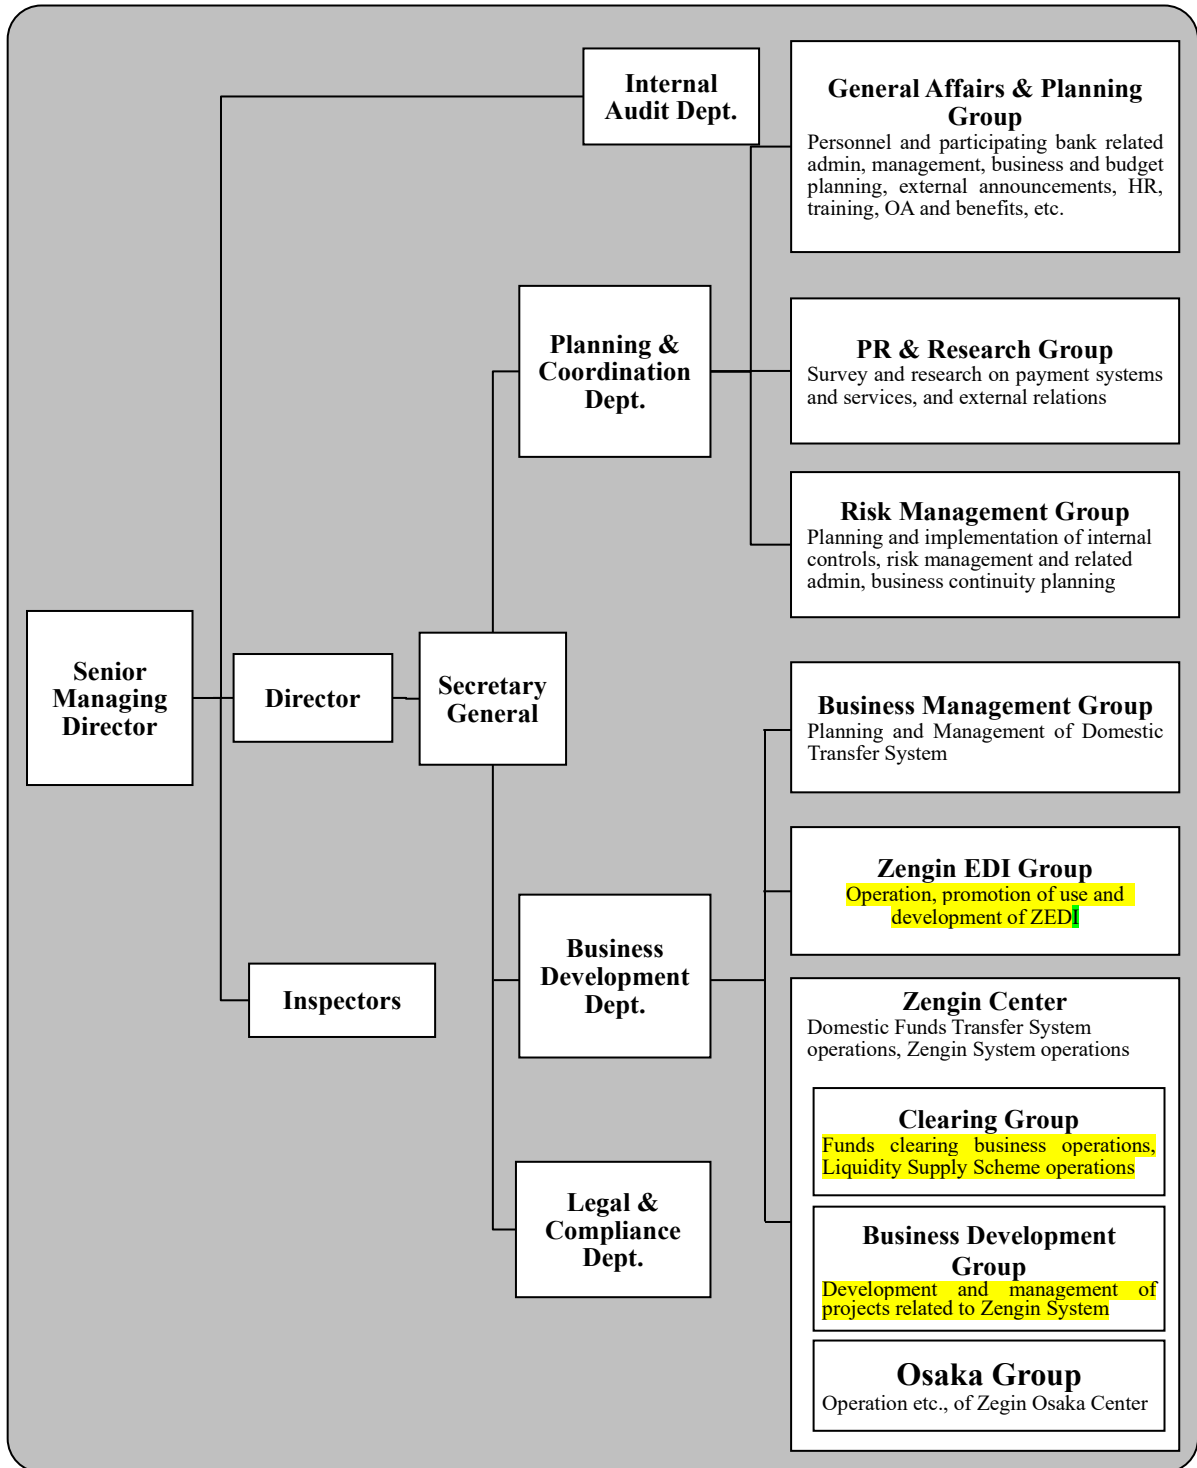 Internal
Audit Dept.
General Affairs & Planning
Group
Personnel and participating bank related
admin, management, business and budget
planning, external announcements, HR,
training, OA and benefits, etc.
Planning &
Coordination
Dept.
PR & Research Group
Survey and research on payment systems
and services, and external relations
Risk Management Group
Planning and implementation of internal
controls, risk management and related
admin, business continuity planning
Senior
Managing
Director
Director
Secretary
General
Business Management Group
Planning and Management of Domestic
Transfer System
Zengin EDI Group
Operation, promotion of use and
development of ZEDI
Business
Development
Dept.
Inspectors
Zengin Center
Domestic Funds Transfer System
operations, Zengin System operations
Clearing Group
Funds clearing business operations,
Liquidity Supply Scheme operations
Legal &
Compliance
Dept.
Business Development
Group
Development and management of
projects related to Zengin System
Osaka Group
Operation etc., of Zegin Osaka Center